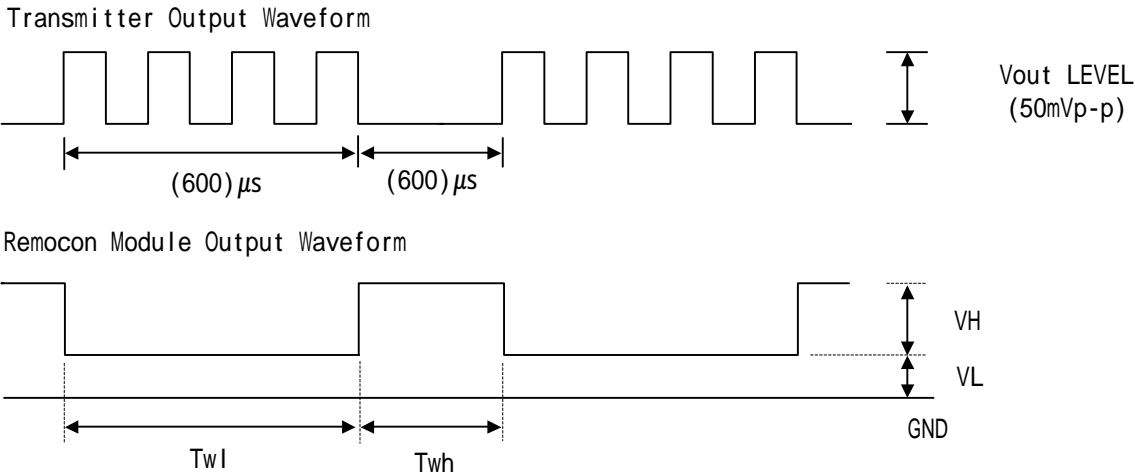 Transmitter Output Waveform
Vout LEVEL
(50mVp-p)
(600)μs
(600)μs
Remocon Module Output Waveform
VH
VL
GND
Twl
Twh